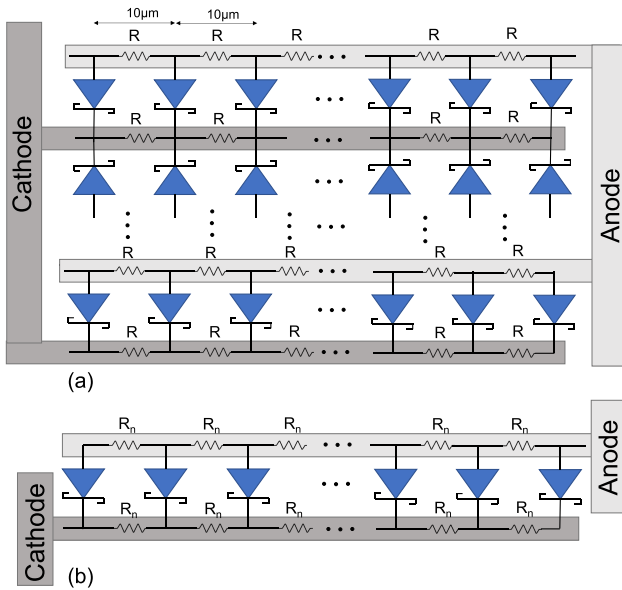 10μm 10μm
R R R R R
R R R R
Cathode
Anode
R R R R R
R R R R R
(a)
Rn Rn Rn Rn Rn
Anode
Rn Rn Rn Rn Rn
Cathode
(b)